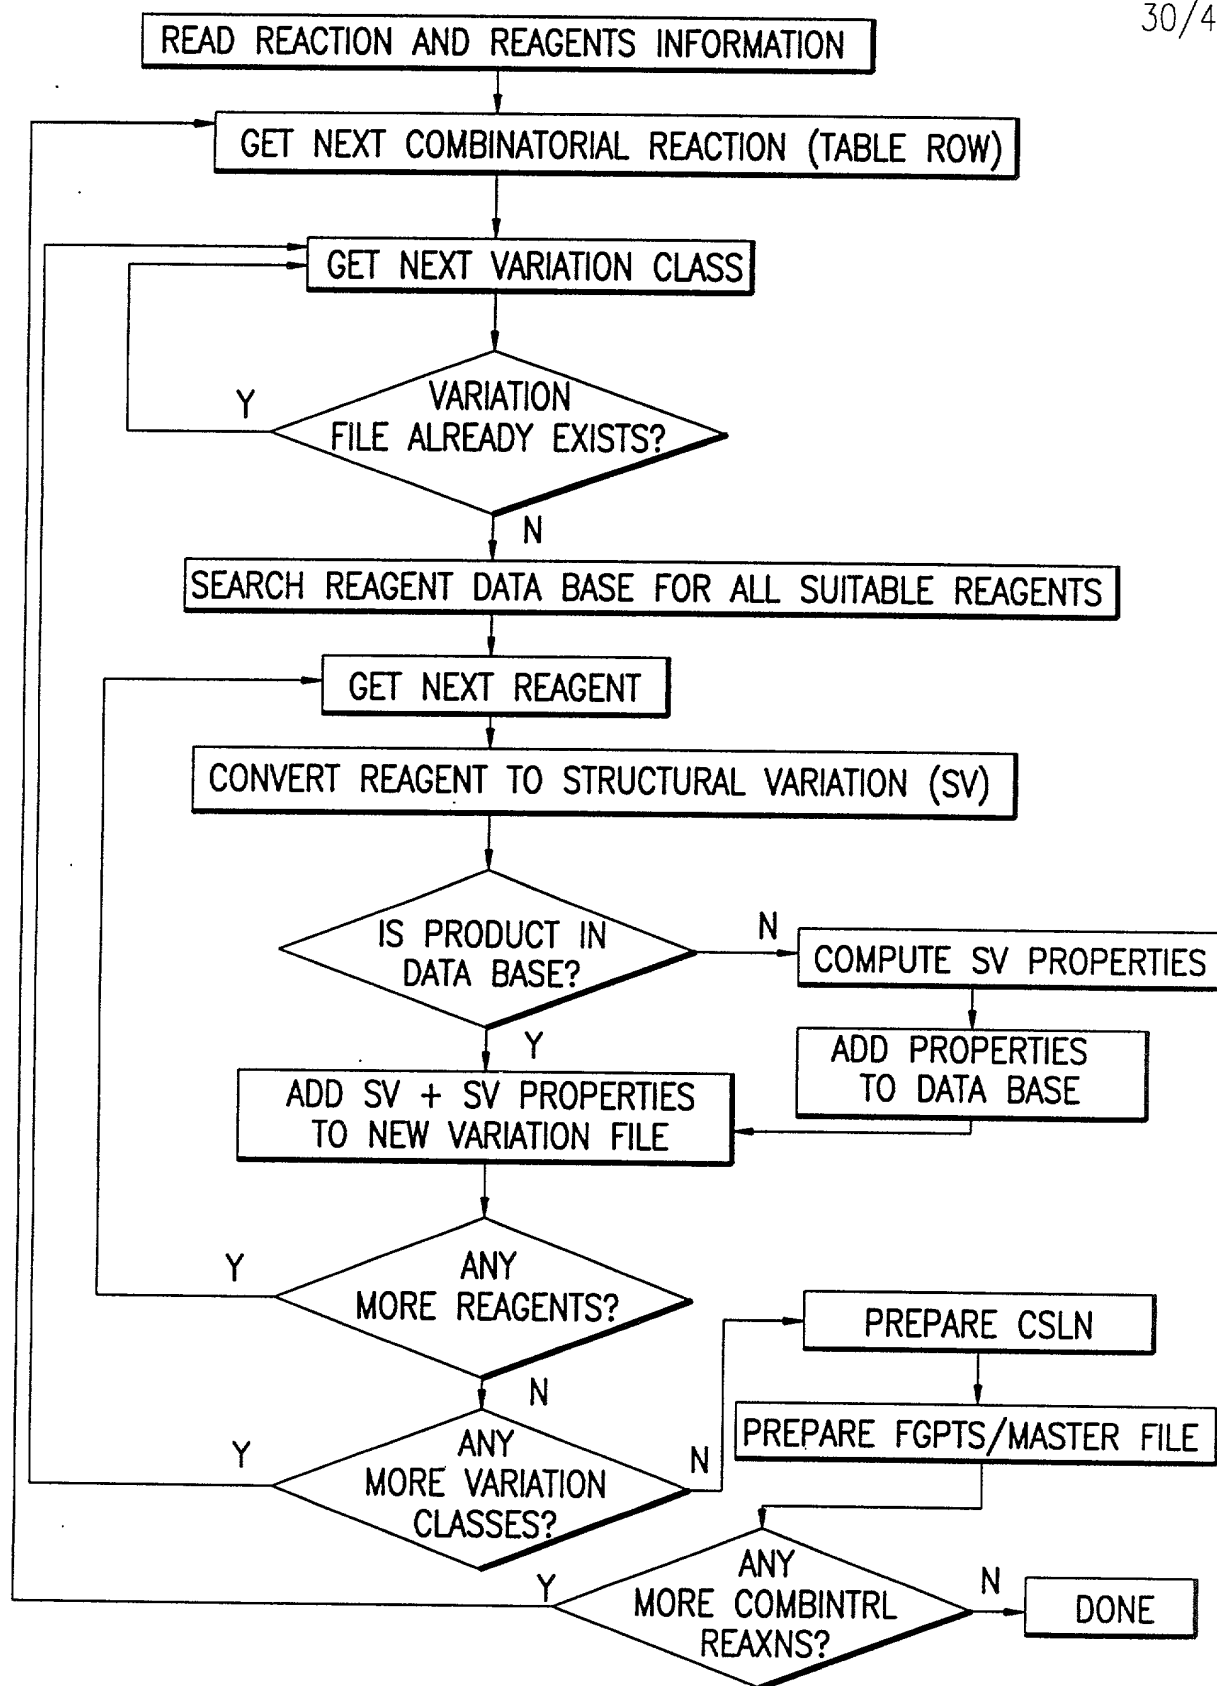 30/4
READ REACTION AND REAGENTS INFORMATION
GET NEXT COMBINATORIAL REACTION (TABLE ROW)
GET NEXT VARIATION CLASS
VARIATION
FILE ALREADY EXISTS?
Y
N
SEARCH REAGENT DATA BASE FOR ALL SUITABLE REAGENTS
GET NEXT REAGENT
CONVERT REAGENT TO STRUCTURAL VARIATION (SV)
IS PRODUCT IN
DATA BASE?
N
COMPUTE SV PROPERTIES
ADD PROPERTIES
TO DATA BASE
Y
ADD SV + SV PROPERTIES
TO NEW VARIATION FILE
ANY
MORE REAGENTS?
Y
N
ANY
MORE VARIATION
CLASSES?
Y
N
PREPARE CSLN
PREPARE FGPTS/MASTER FILE
ANY
MORE COMBINTRL
REAXNS?
Y
N
DONE